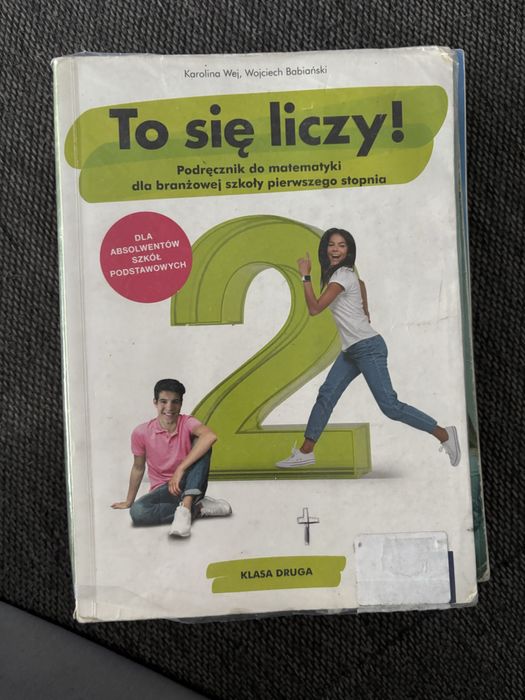 Karolina Wej, Wojciech Babiański
To się liczy!
Podręcznik do matematyki
dla branżowej szkoły pierwszego stopnia
DLA
ABSOLWENTÓW
SZKÓŁ
PODSTAWOWYCH
2
KLASA DRUGA